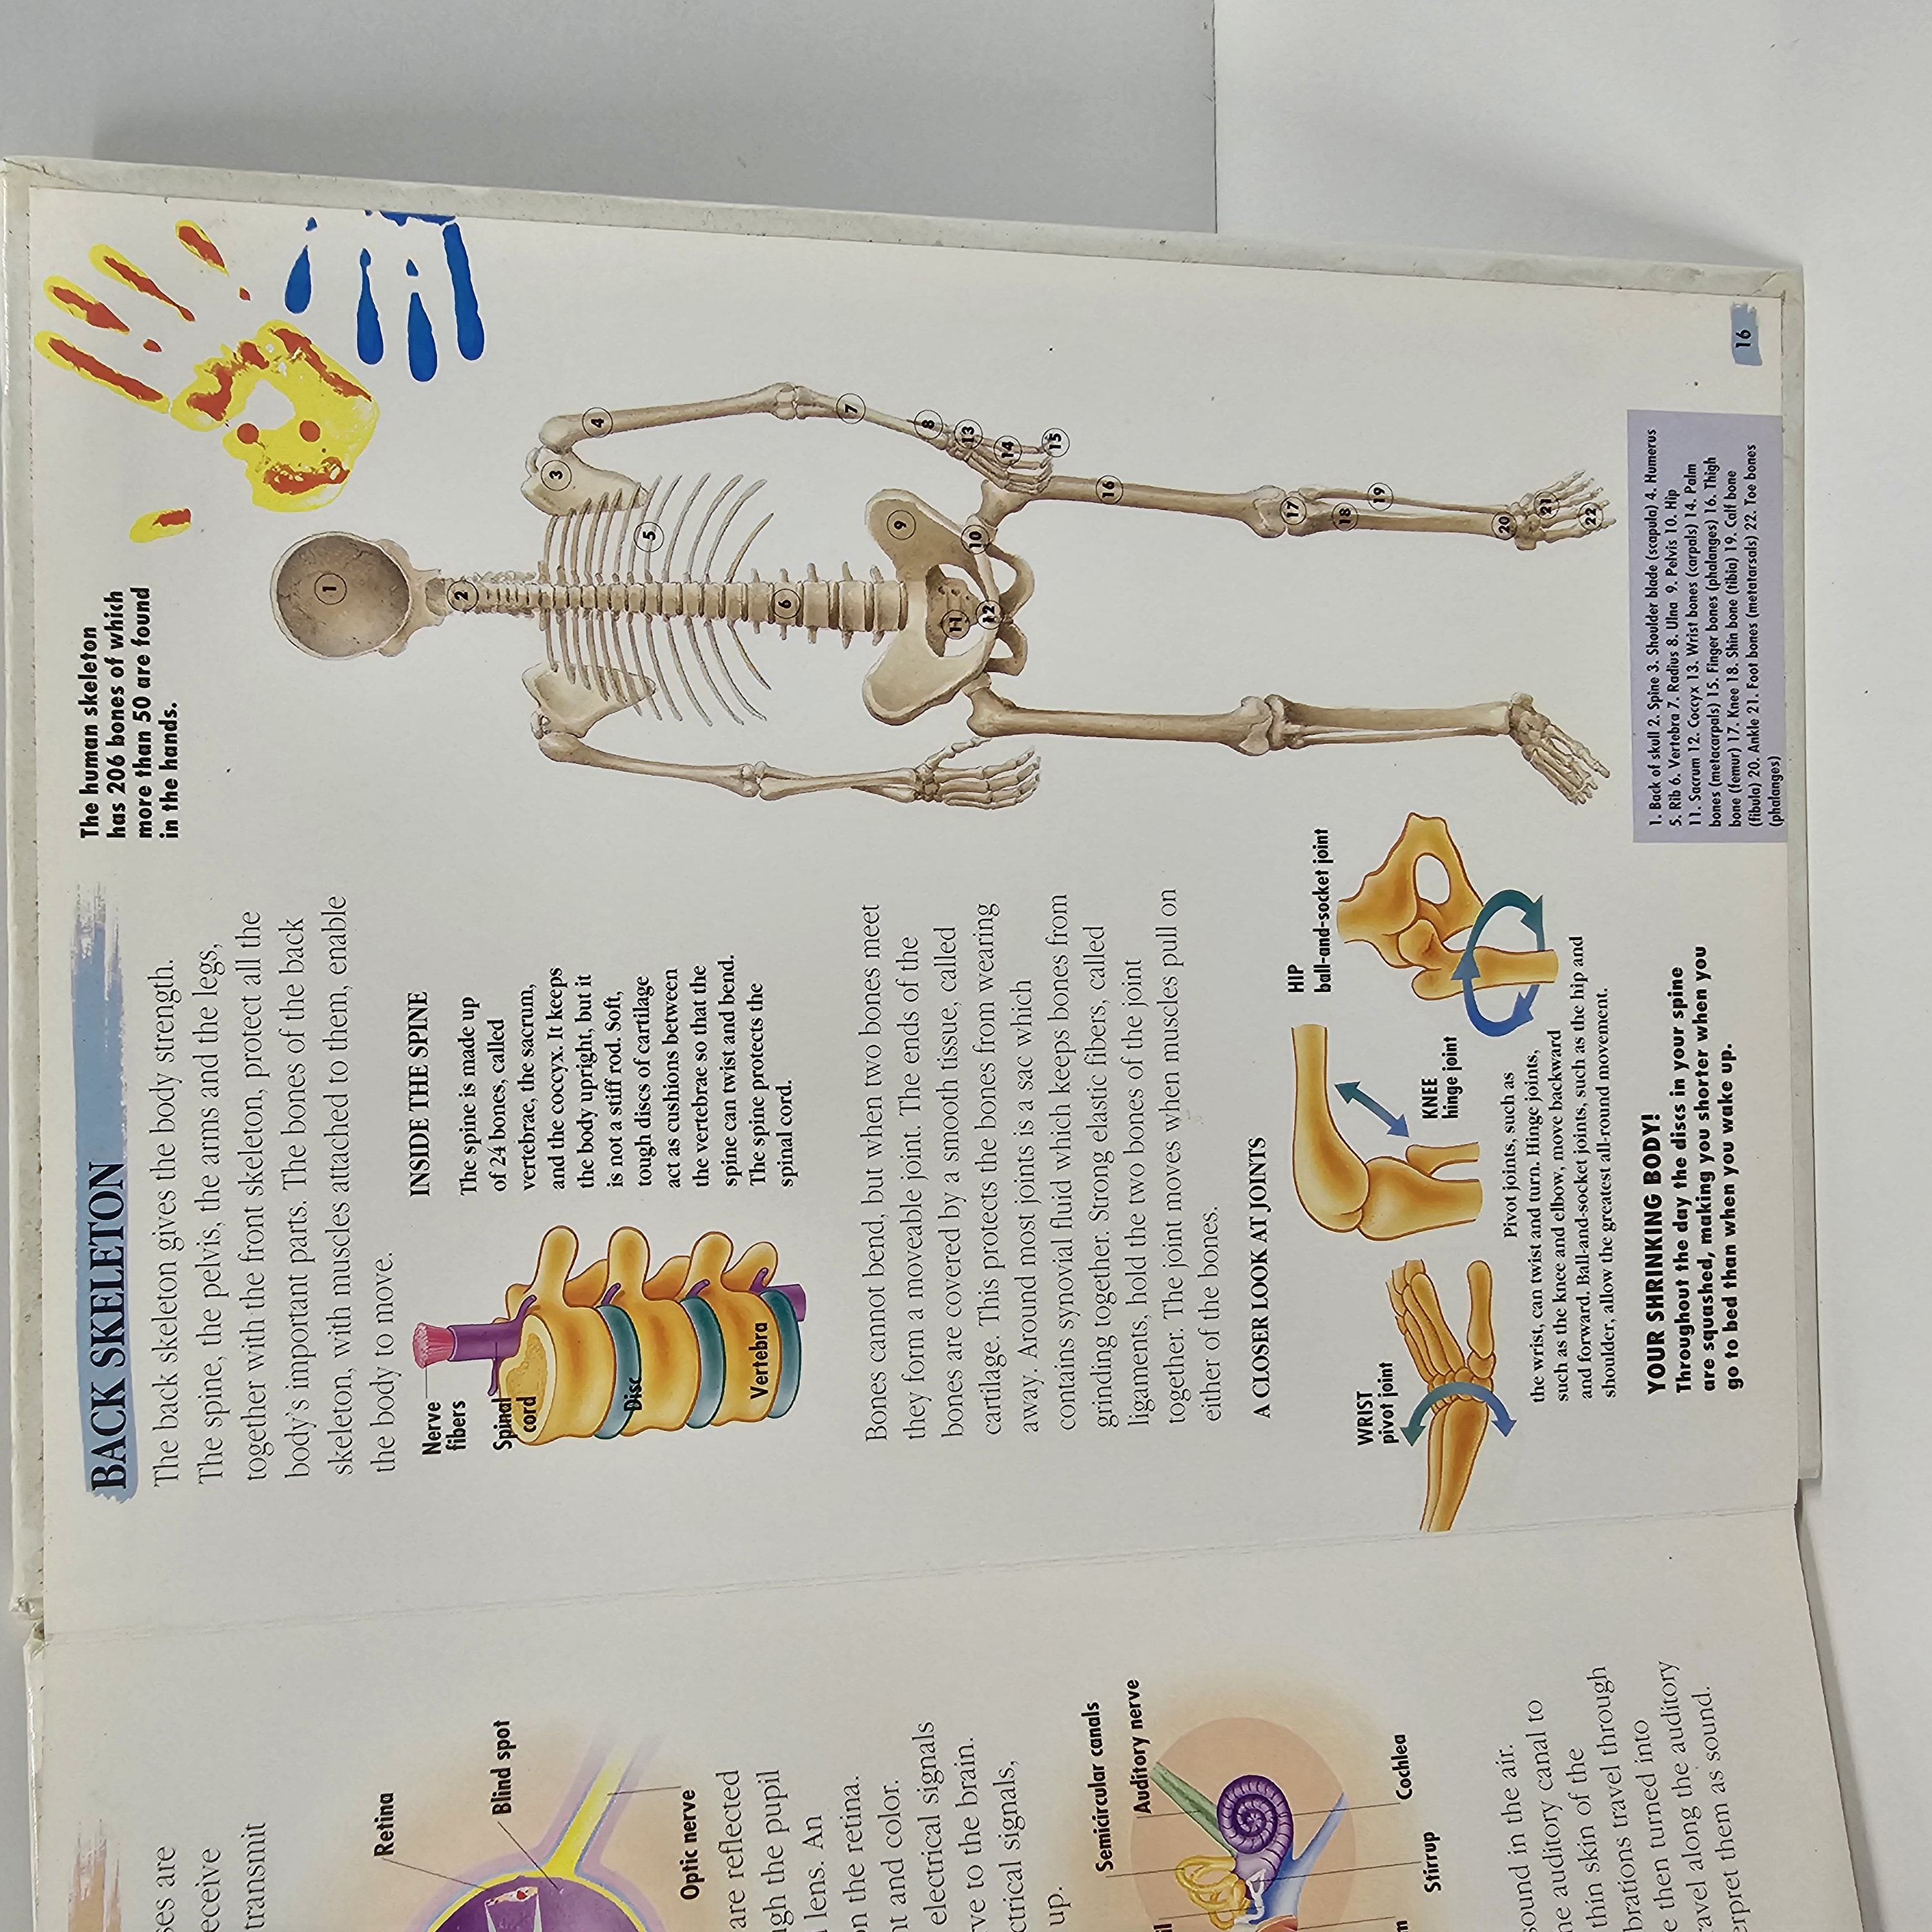 ses are
eceive
transmit
Retina
Blind spot
Optic nerve
are reflected
gh the pupil
lens. An
on the retina.
nt and color.
electrical signals
rve to the brain.
ctrical signals,
up.
Semicircular canals
Auditory nerve
il
m
Stirrup
Cochlea
sound in the air.
ne auditory canal to
thin skin of the
brations travel through
e then turned into
ravel along the auditory
erpret them as sound.
BACK SKELETON
The back skeleton gives the body strength.
The spine, the pelvis, the arms and the legs,
together with the front skeleton, protect all the
body's important parts. The bones of the back
skeleton, with muscles attached to them, enable
the body to move.
Nerve
fibers
Spinal
cord
Disc
Vertebra
INSIDE THE SPINE
The spine is made up
of 24 bones, called
vertebrae, the sacrum,
and the coccyx. It keeps
the body upright, but it
is not a stiff rod. Soft,
tough discs of cartilage
act as cushions between
the vertebrae so that the
spine can twist and bend.
The spine protects the
spinal cord.
Bones cannot bend, but when two bones meet
they form a moveable joint. The ends of the
bones are covered by a smooth tissue, called
cartilage. This protects the bones from wearing
away. Around most joints is a sac which
contains synovial fluid which keeps bones from
grinding together. Strong elastic fibers, called
ligaments, hold the two bones of the joint
together. The joint moves when muscles pull on
either of the bones.
A CLOSER LOOK AT JOINTS
WRIST
pivot joint
KNEE
hinge joint
HIP
ball-and-socket joint
Pivot joints, such as
the wrist, can twist and turn. Hinge joints,
such as the knee and elbow, move backward
and forward. Ball-and-socket joints, such as the hip and
shoulder, allow the greatest all-round movement.
YOUR SHRINKING BODY!
Throughout the day the discs in your spine
are squashed, making you shorter when you
go to bed than when you wake up.
The human skeleton
has 206 bones of which
more than 50 are found
in the hands.
1
2
3
4
5
6
7
9
8
11
10
13
12
14
15
16
17
18
19
20
21
22
1. Back of skull 2. Spine 3. Shoulder blade (scapula) 4. Humerus
5. Rib 6. Vertebra 7. Radius 8. Ulna 9. Pelvis 10. Hip
11. Sacrum 12. Coccyx 13. Wrist bones (carpals) 14. Palm
bones (metacarpals) 15. Finger bones (phalanges) 16. Thigh
bone (femur) 17. Knee 18. Shin bone (tibia) 19. Calf bone
(fibula) 20. Ankle 21. Foot bones (metatarsals) 22. Toe bones
(phalanges)
16